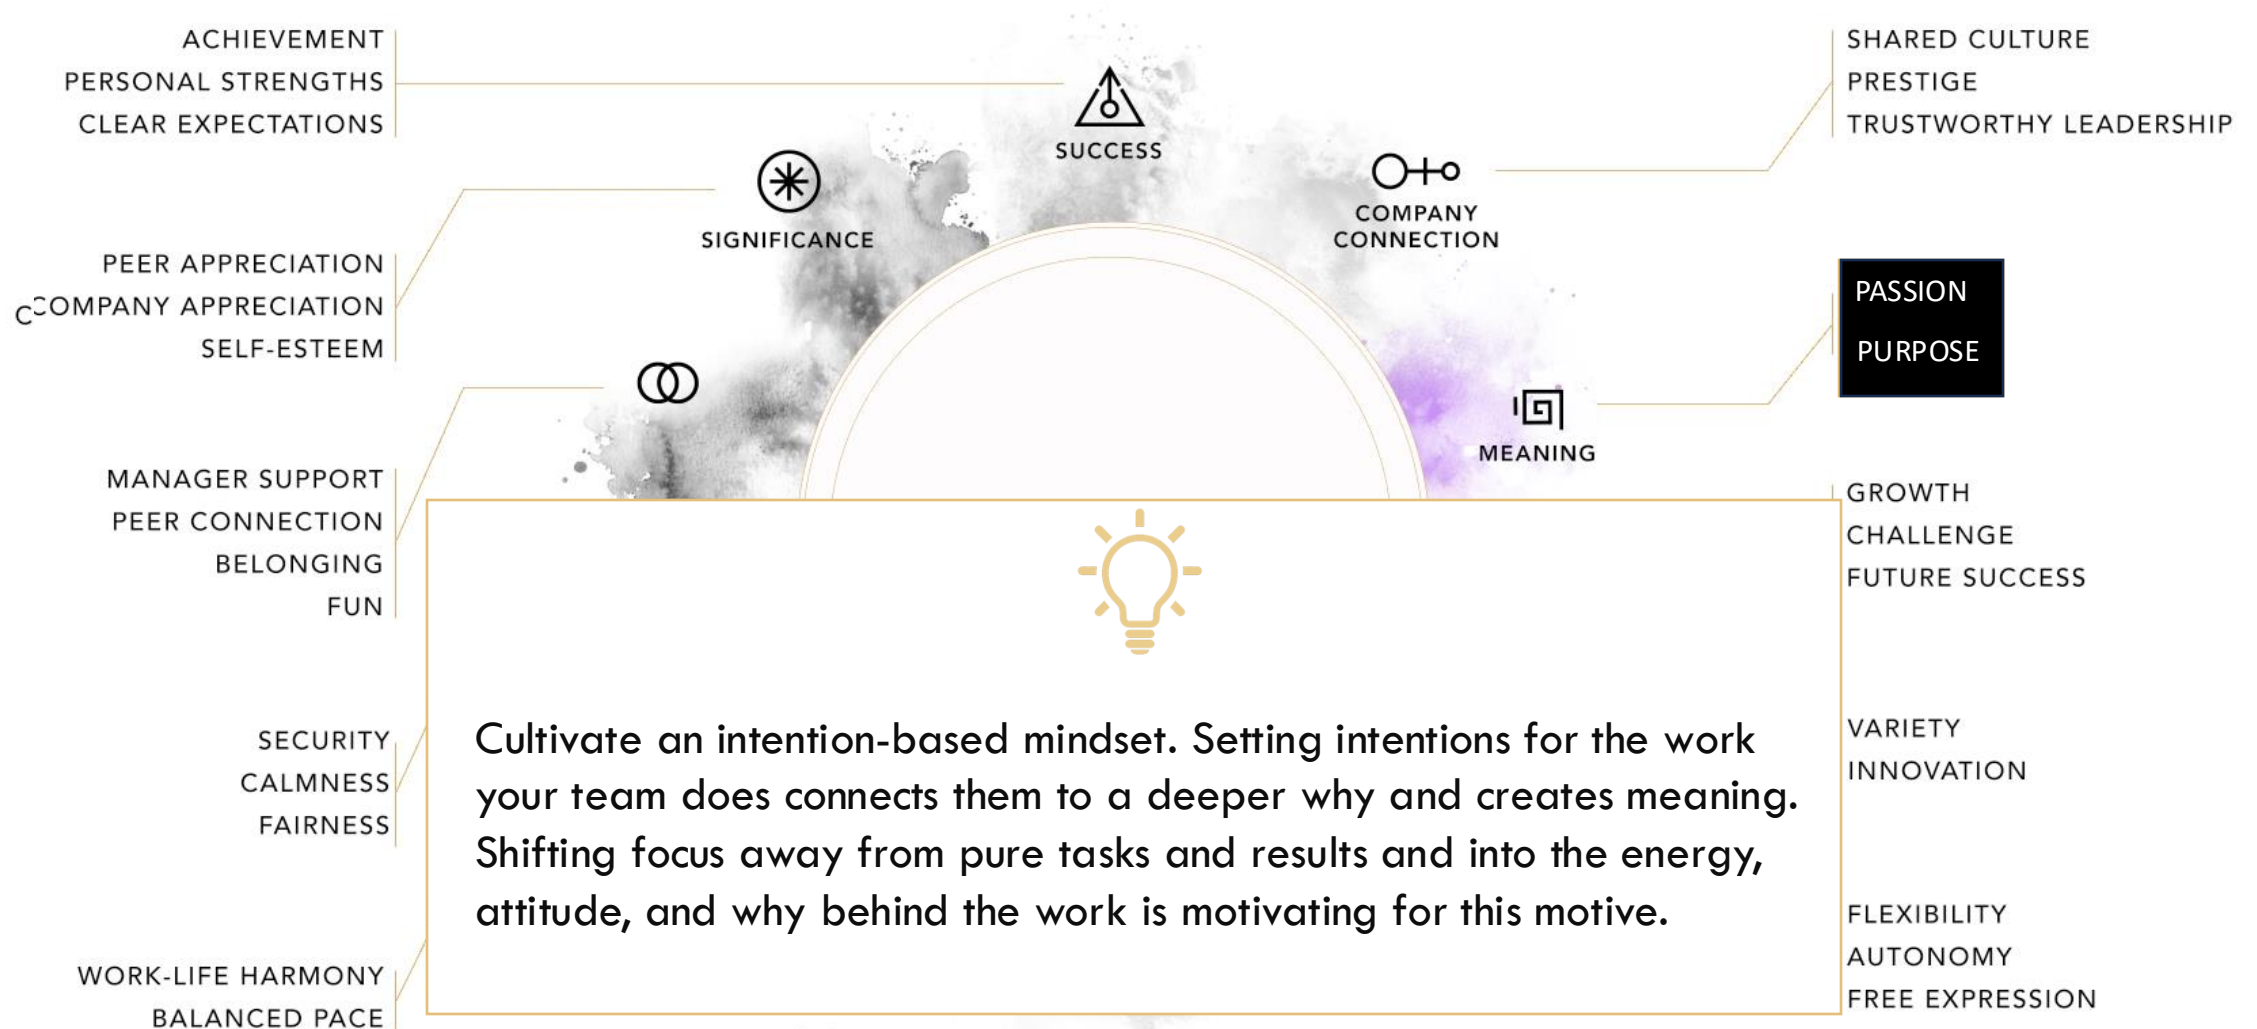 ACHIEVEMENT
PERSONAL STRENGTHS
CLEAR EXPECTATIONS
SUCCESS
SHARED CULTURE
PRESTIGE
TRUSTWORTHY LEADERSHIP
SIGNIFICANCE
COMPANY
CONNECTION
PEER APPRECIATION
CCOMPANY APPRECIATION
SELF-ESTEEM
PASSION
PURPOSE
MEANING
MANAGER SUPPORT
PEER CONNECTION
BELONGING
FUN
GROWTH
CHALLENGE
FUTURE SUCCESS
SECURITY
CALMNESS
FAIRNESS
Cultivate an intention-based mindset. Setting intentions for the work
your team does connects them to a deeper why and creates meaning.
Shifting focus away from pure tasks and results and into the energy,
attitude, and why behind the work is motivating for this motive.
VARIETY
INNOVATION
WORK-LIFE HARMONY
BALANCED PACE
FLEXIBILITY
AUTONOMY
FREE EXPRESSION